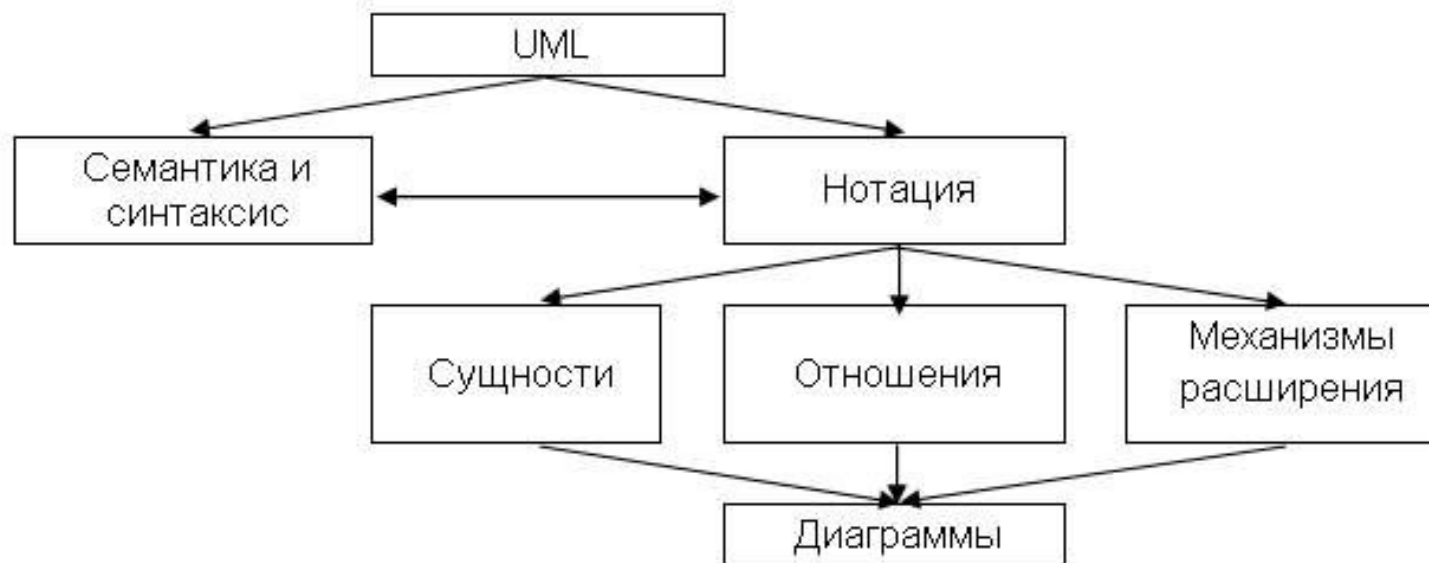 UML
Семантика и
синтаксис
Нотация
Сущности
Отношения
Механизмы
расширения
Диаграммы